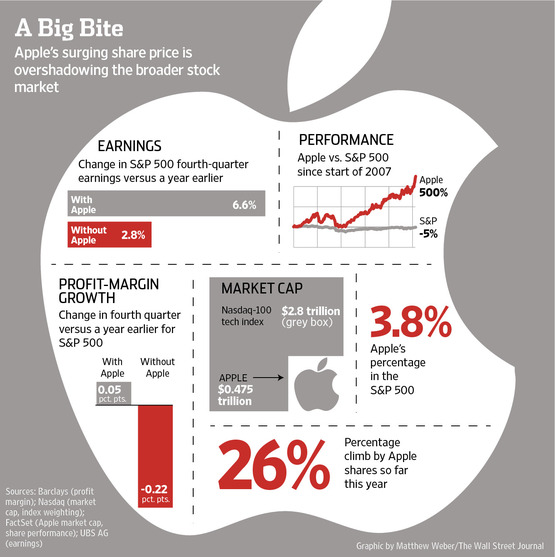 A Big Bite
Apple's surging share price is
overshadowing the broader stock
market
EARNINGS
Change in S&P 500 fourth-quarter
earnings versus a year earlier
With
Apple
6.6%
Without
Apple
2.8%
PERFORMANCE
Apple vs. S&P 500
since start of 2007
Apple
500%
S&P
-5%
PROFIT-MARGIN
GROWTH
Change in fourth quarter
versus a year earlier for
S&P 500
With
Apple
Without
Apple
0.05
pct. pts.
-0.22
pct. pts.
MARKET CAP
Nasdaq-100
tech index
$2.8 trillion
(grey box)
APPLE
$0.475
trillion
3.8%
Apple's
percentage
in the
S&P 500
26%
Percentage
climb by Apple
shares so far
this year
Sources: Barclays (profit
margin); Nasdaq (market
cap, index weighting);
FactSet (Apple market cap,
share performance); UBS AG
(earnings)
Graphic by Matthew Weber/The Wall Street Journal